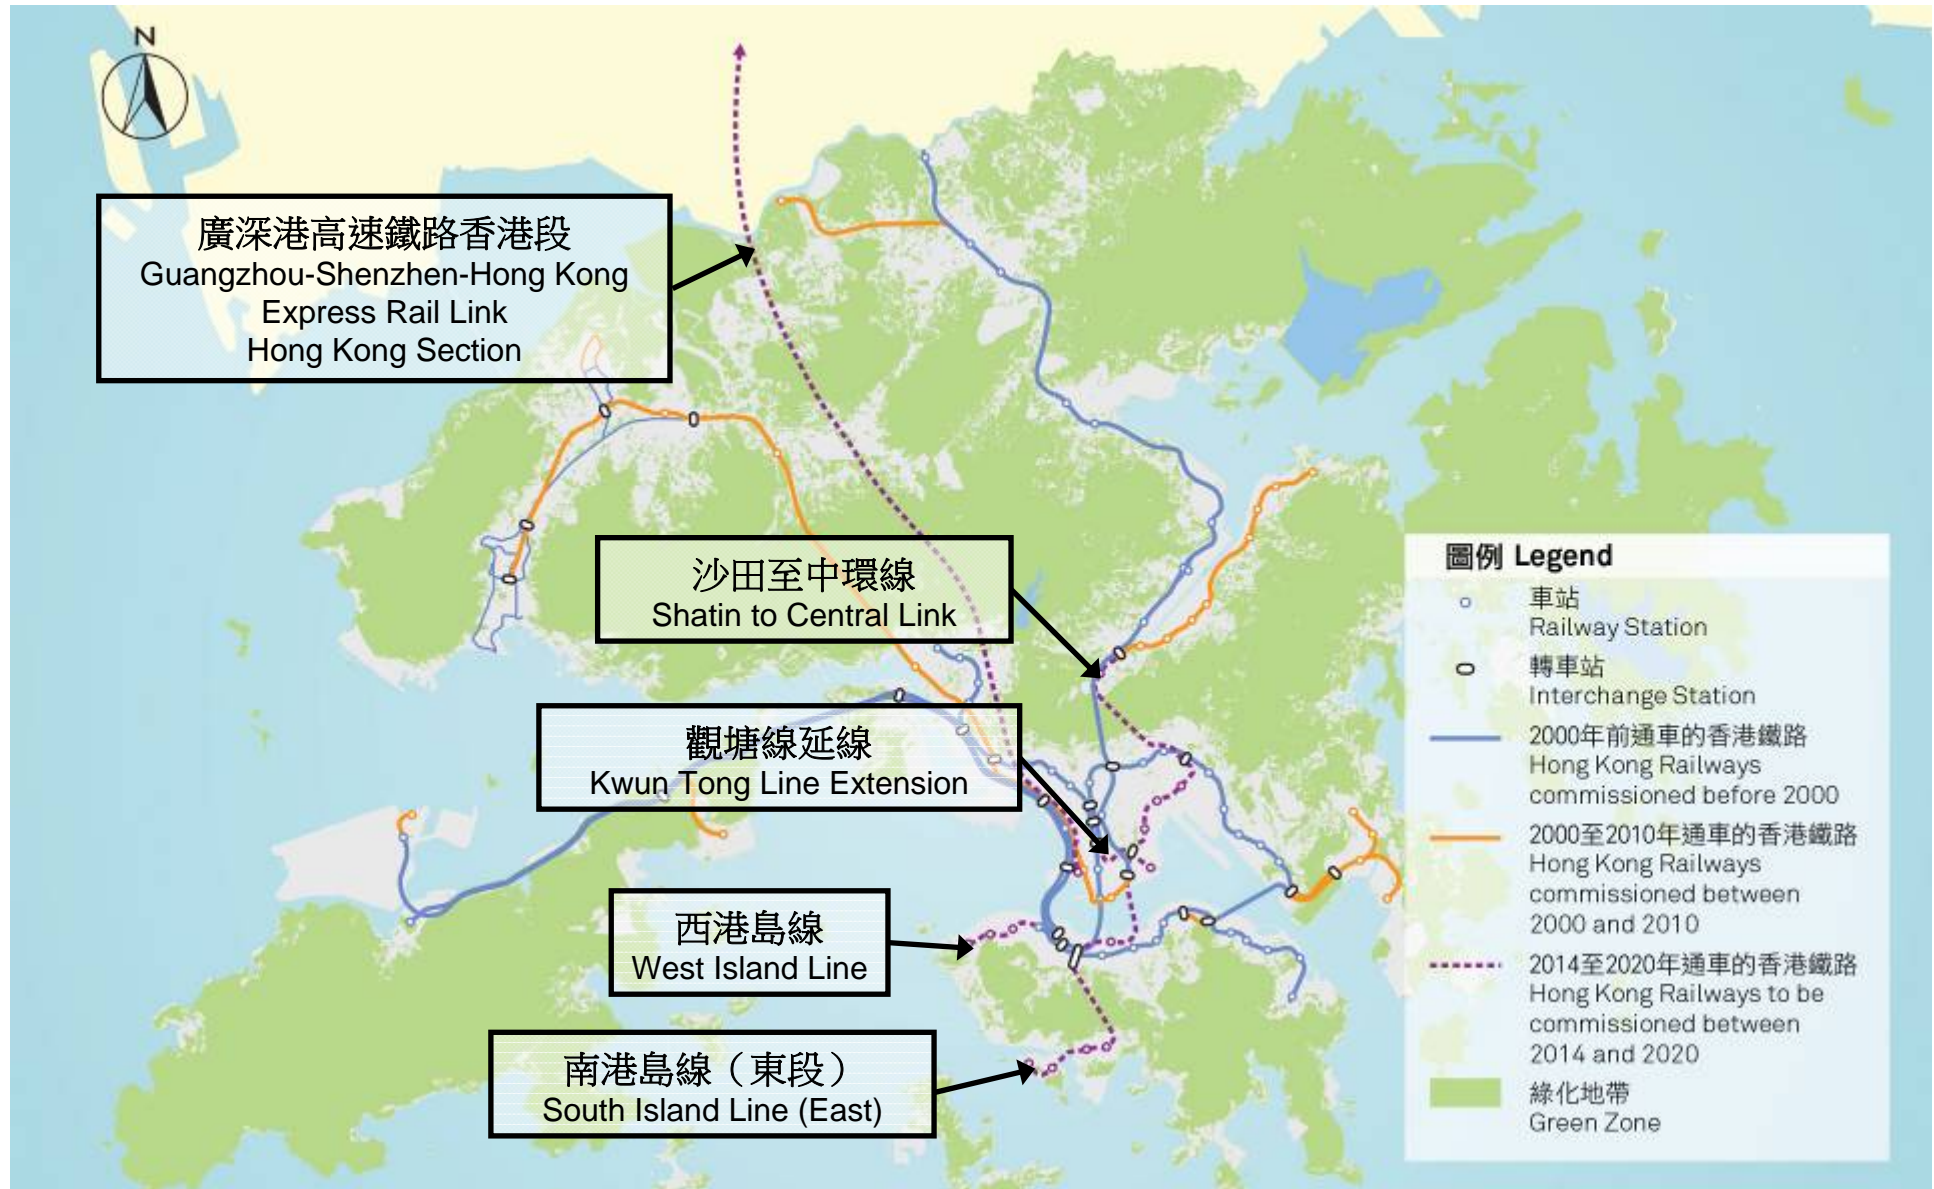 N
廣深港高速鐵路香港段
Guangzhou-Shenzhen-Hong Kong
Express Rail Link
Hong Kong Section
沙田至中環線
Shatin to Central Link
觀塘線延線
Kwun Tong Line Extension
西港島線
West Island Line
南港島線（東段）
South Island Line (East)
圖例 Legend
車站
Railway Station
轉車站
Interchange Station
2000年前通車的香港鐵路
Hong Kong Railways
commissioned before 2000
2000至2010年通車的香港鐵路
Hong Kong Railways
commissioned between
2000 and 2010
2014至2020年通車的香港鐵路
Hong Kong Railways to be
commissioned between
2014 and 2020
綠化地帶
Green Zone